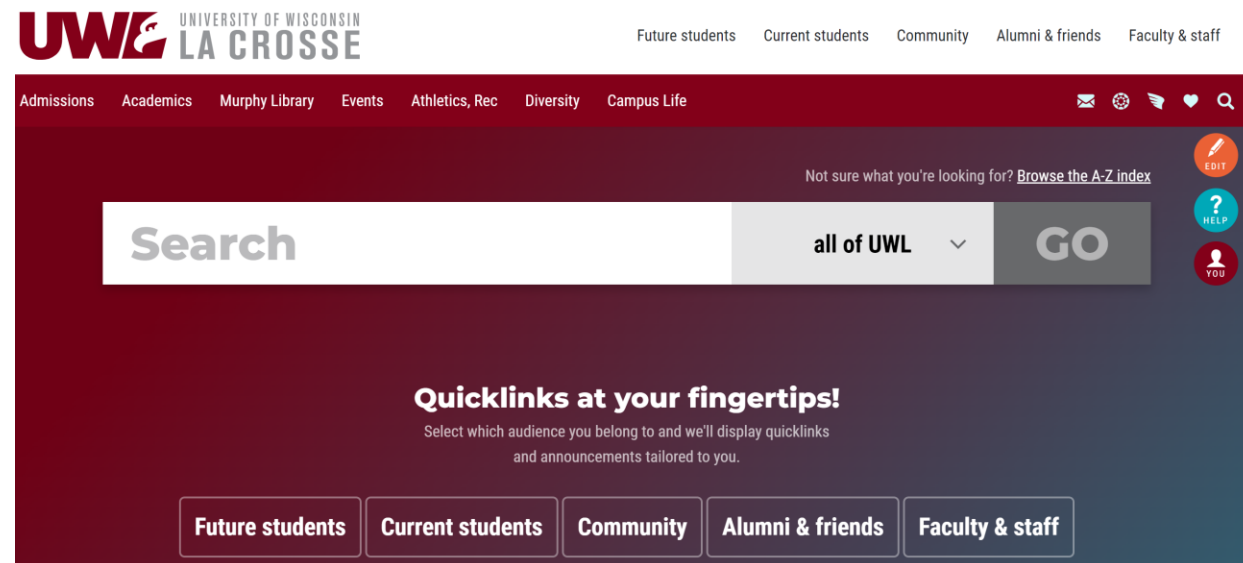 UWL UNIVERSITY OF WISCONSIN
LA CROSSE
Future students Current students Community Alumni & friends Faculty & staff
Admissions Academics Murphy Library Events Athletics, Rec Diversity Campus Life
Not sure what you're looking for? Browse the A-Z index
EDIT
Search all of UWL GO
? HELP
YOU
Quicklinks at your fingertips!
Select which audience you belong to and we'll display quicklinks
and announcements tailored to you.
Future students Current students Community Alumni & friends Faculty & staff